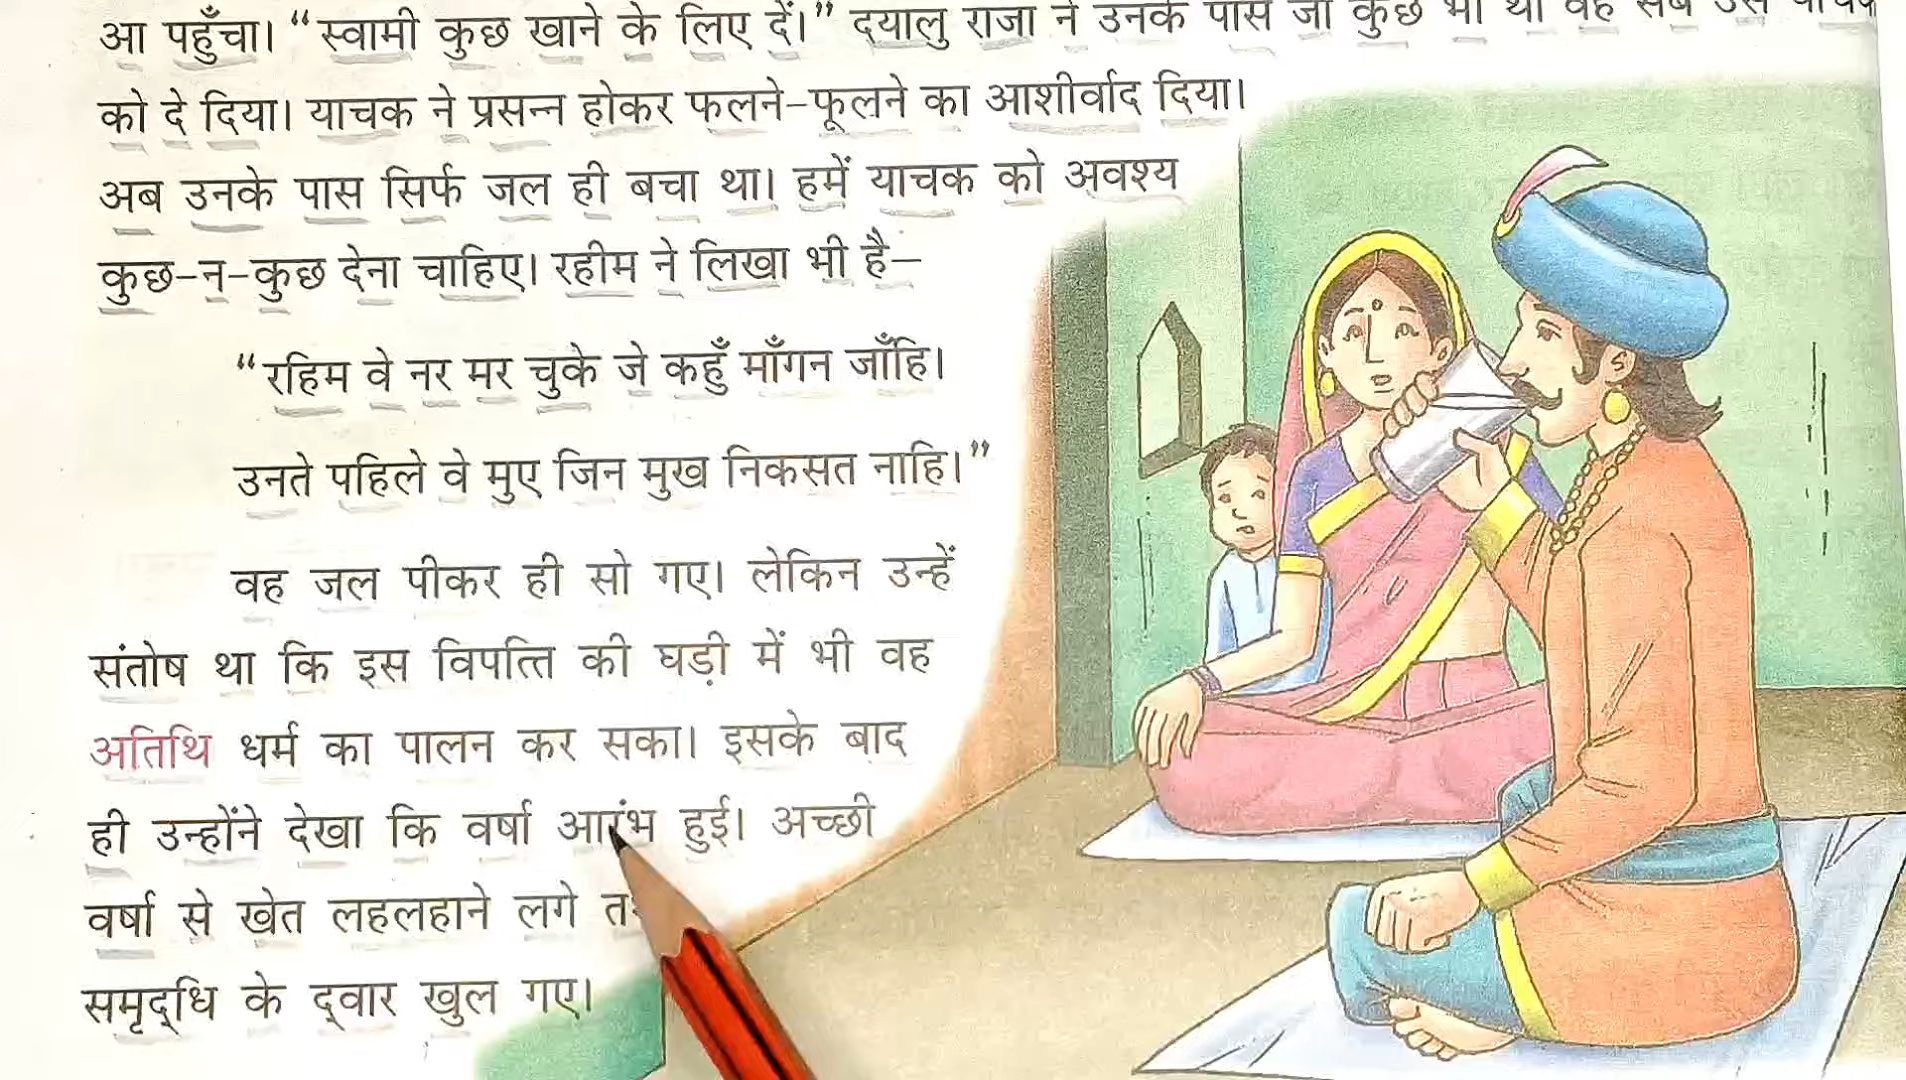 आ पहुँचा। “स्वामी कुछ खाने के लिए दें।” दयालु राजा ने उनके पास जो कुछ भी था वह सब उस याचक
को दे दिया। याचक ने प्रसन्न होकर फलने-फूलने का आशीर्वाद दिया।
अब उनके पास सिर्फ जल ही बचा था। हमें याचक को अवश्य
कुछ-न-कुछ देना चाहिए। रहीम ने लिखा भी है–
“रहिम वे नर मर चुके जे कहुँ माँगन जाँहि।
उनते पहिले वे मुए जिन मुख निकसत नाहि।”
वह जल पीकर ही सो गए। लेकिन उन्हें
संतोष था कि इस विपत्ति की घड़ी में भी वह
अतिथि धर्म का पालन कर सका। इसके बाद
ही उन्होंने देखा कि वर्षा आरंभ हुई। अच्छी
वर्षा से खेत लहलहाने लगे
समृद्धि के द्वार खुल गए।